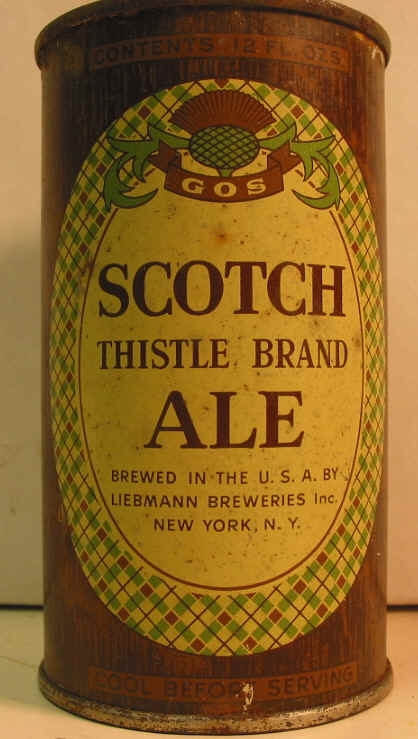 CONTENTS 12 FL. OZS.
GOS
SCOTCH
THISTLE BRAND
ALE
BREWED IN THE U. S. A. BY
LIEBMANN BREWERIES Inc.
NEW YORK, N. Y.
COOL BEFORE SERVING